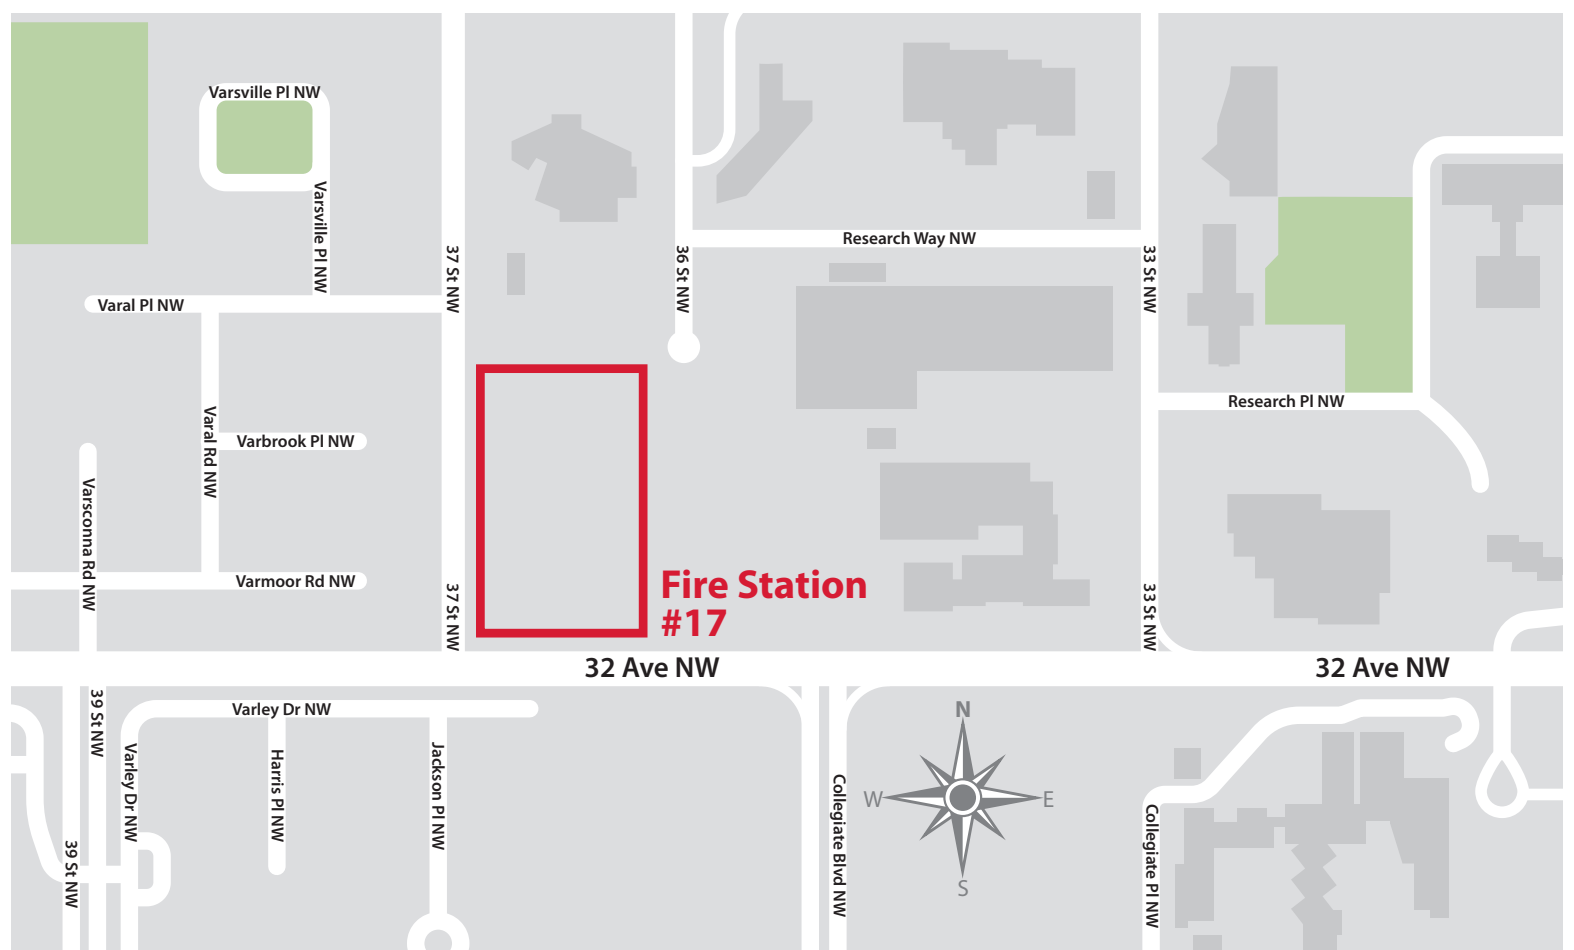 Varsville Pl NW
Varsville Pl NW
37 St NW
36 St NW
Research Way NW
33 St NW
Varal Pl NW
Varal Rd NW
Varbrook Pl NW
Research Pl NW
Varsconna Rd NW
Varmoor Rd NW
37 St NW
Fire Station
#17
33 St NW
32 Ave NW
32 Ave NW
39 St NW
Varley Dr NW
Varley Dr NW
Harris Pl NW
Jackson Pl NW
39 St NW
Collegiate Blvd NW
N
W
E
S
Collegiate Pl NW